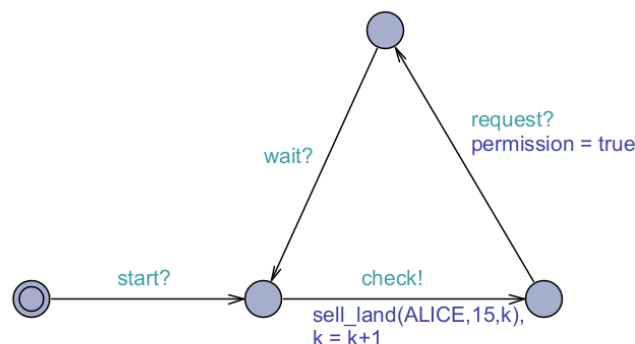 request?
permission = true
wait?
start?
check!
sell_land(ALICE,15,k),
k = k+1